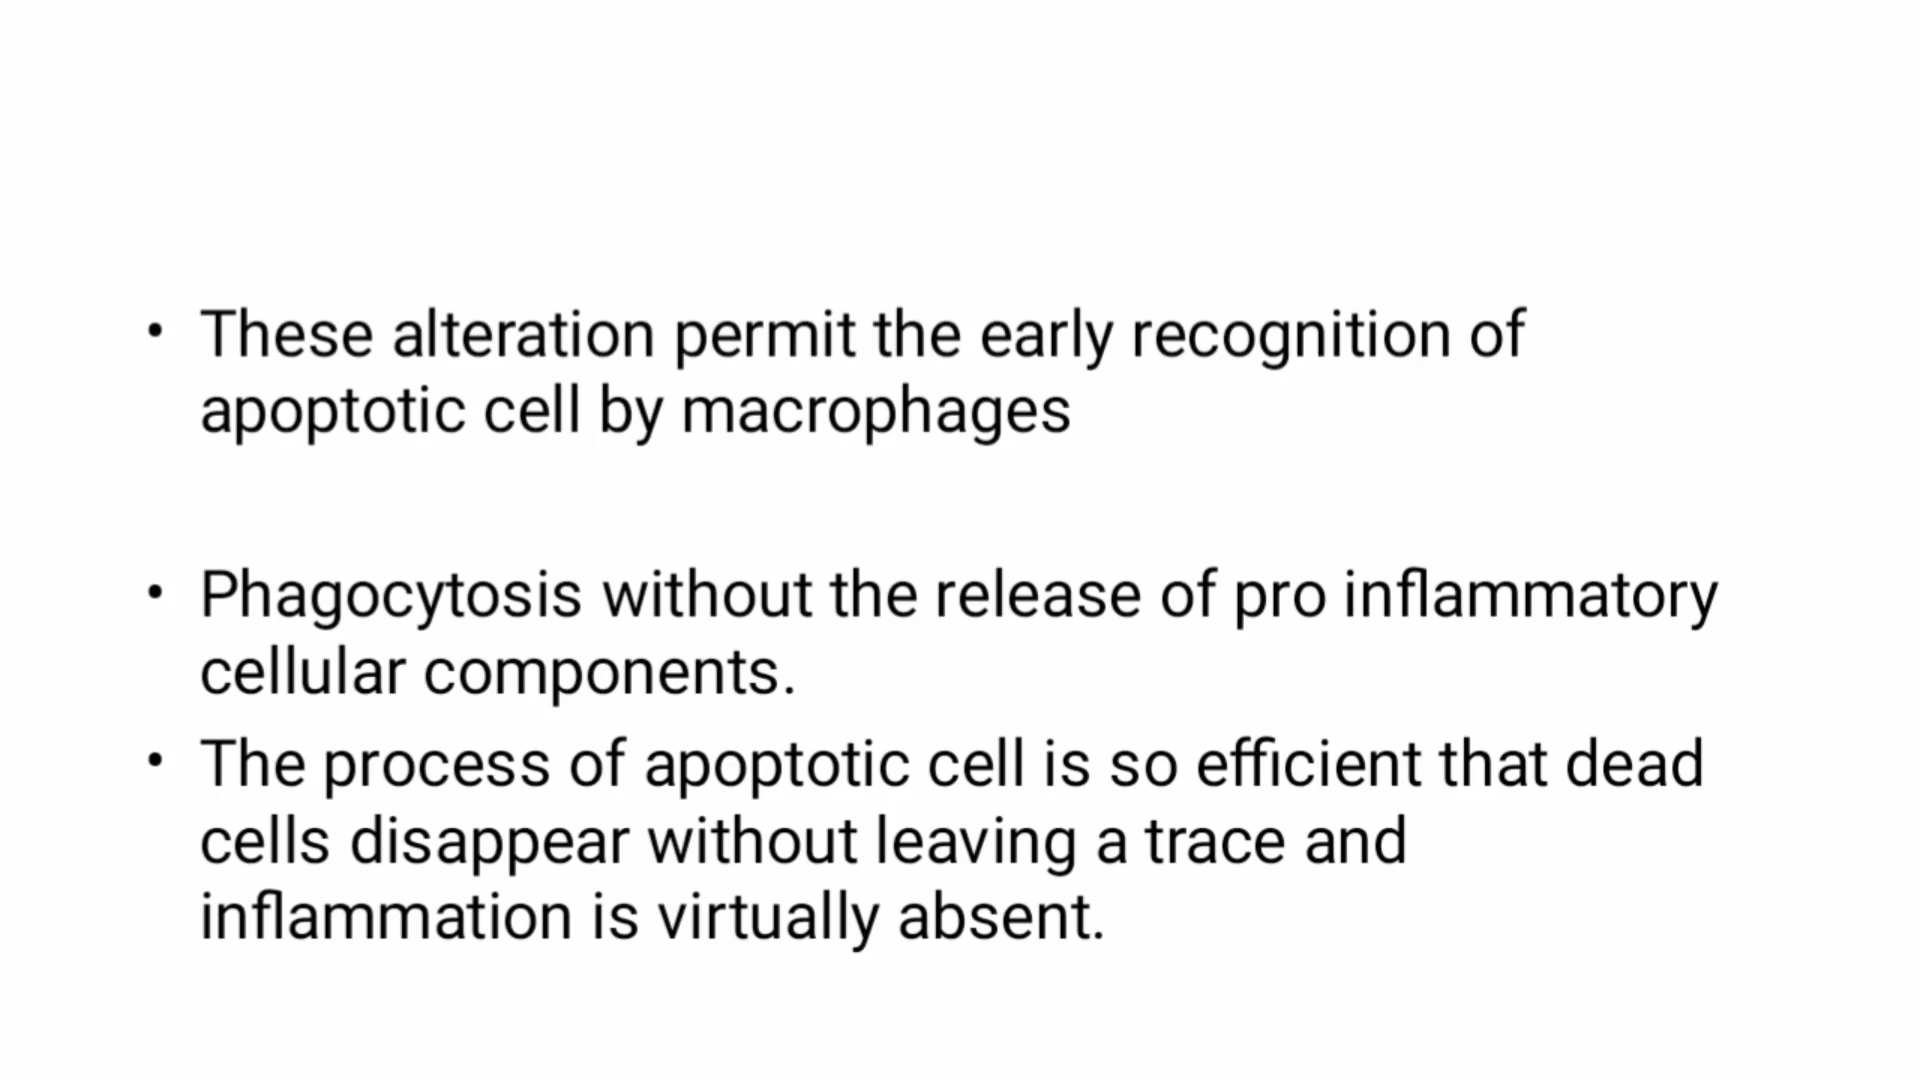 • These alteration permit the early recognition of
apoptotic cell by macrophages
• Phagocytosis without the release of pro inflammatory
cellular components.
• The process of apoptotic cell is so efficient that dead
cells disappear without leaving a trace and
inflammation is virtually absent.